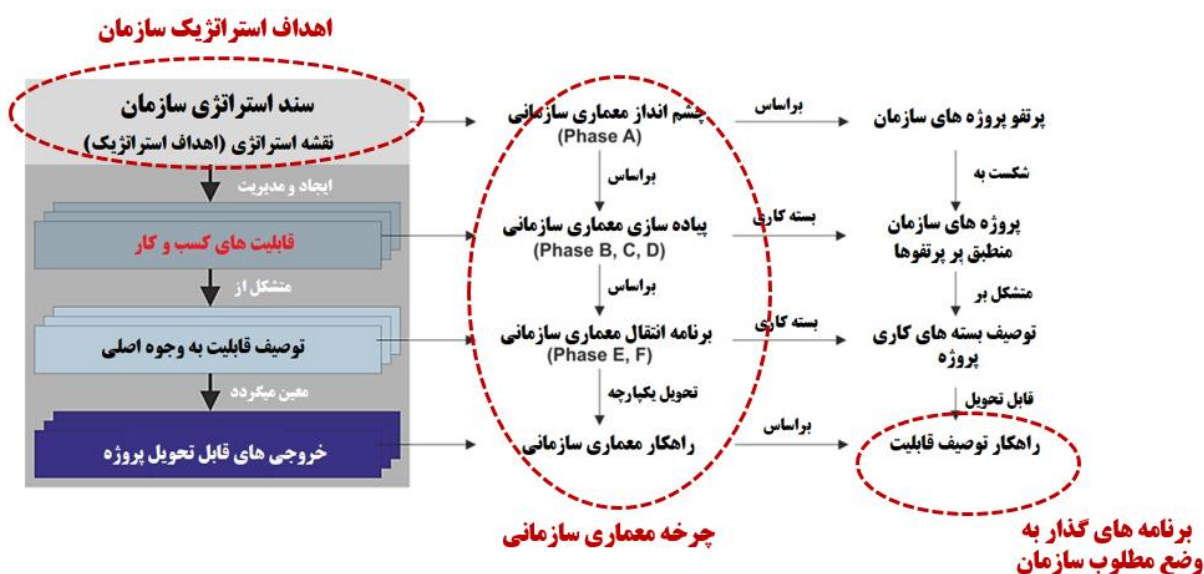 اهداف استراتژیک سازمان
سند استراتژی سازمان
نقشه استراتژی (اهداف استراتژیک)
ایجاد و مدیریت
قابلیت های کسب و کار
متشکل از
توصیف قابلیت به وجوه اصلی
معین میگردد
خروجی های قابل تحویل پروژه
چشم انداز معماری سازمانی
(Phase A)
براساس
پیاده سازی معماری سازمانی
(Phase B, C, D)
براساس
برنامه انتقال معماری سازمانی
(Phase E, F)
تحویل یکپارچه
راهکار معماری سازمانی
چرخه معماری سازمانی
براساس
بسته کاری
بسته کاری
براساس
پرتفو پروژه های سازمان
شکست به
پروژه های سازمان
منطبق پر پرتفوها
متشکل بر
توصیف بسته های کاری
پروژه
قابل تحویل
راهکار توصیف قابلیت
برنامه های گذار به
وضع مطلوب سازمان